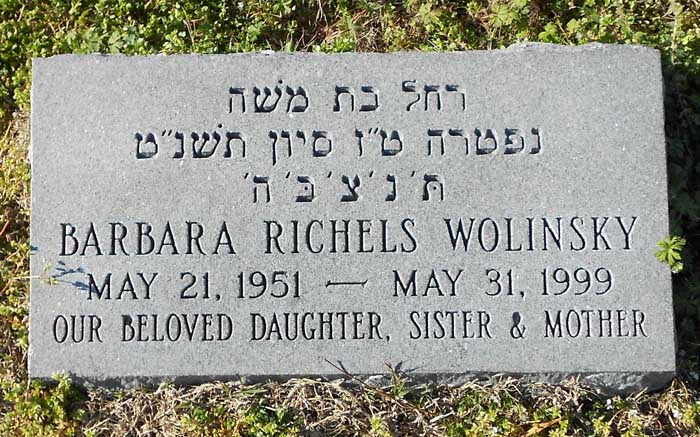 רחל בת משה
נפטרה ט"ז סיון תשנ"ט
ת' נ' צ' ב' ה'
BARBARA RICHELS WOLINSKY
MAY 21, 1951 — MAY 31, 1999
OUR BELOVED DAUGHTER, SISTER & MOTHER